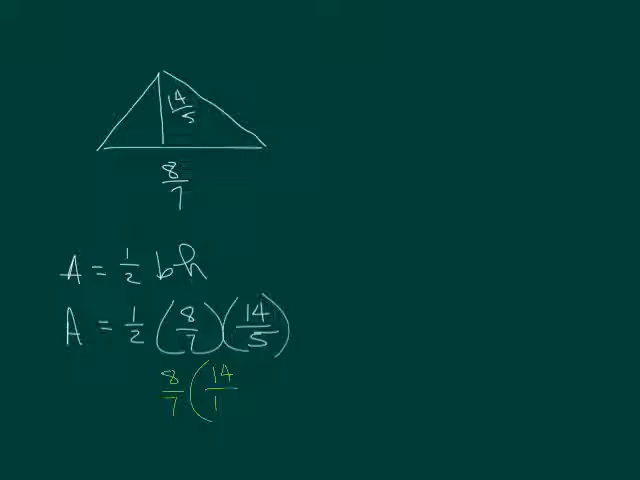 14/5
8/7
A = 1/2 bh
A = 1/2 (8/7)(14/5)
8/7 (14/1